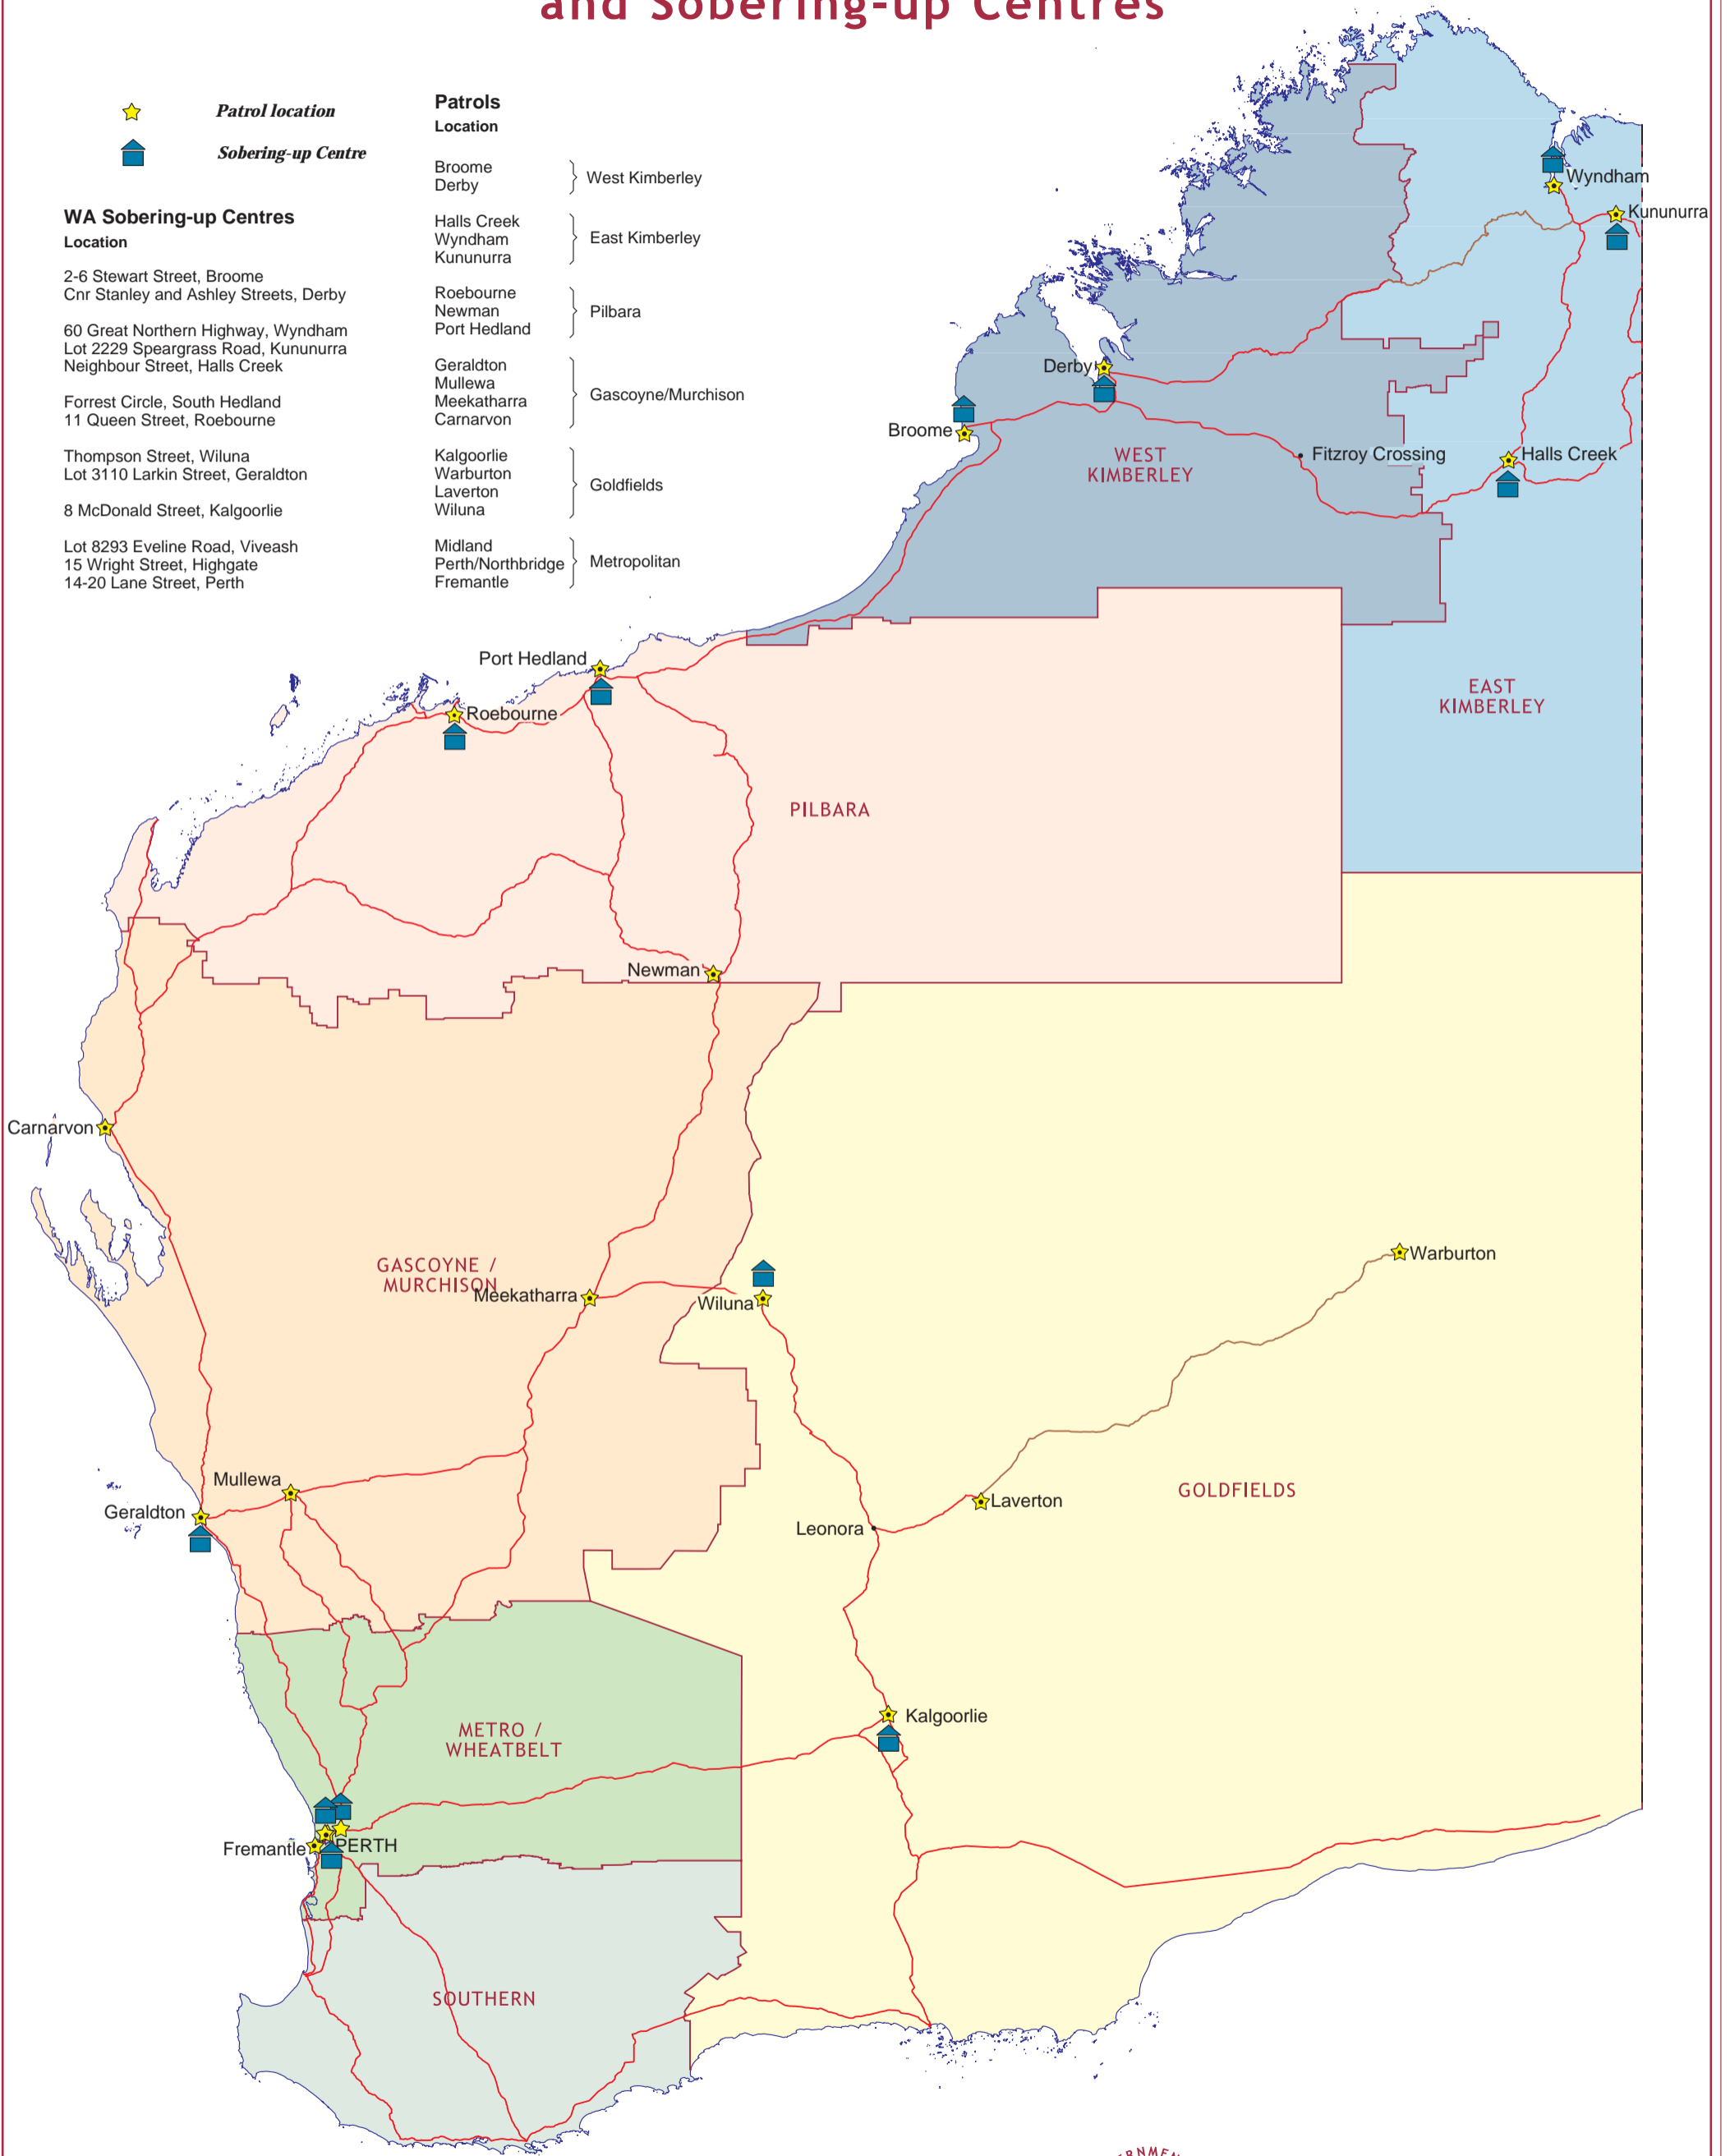 and Sobering-up Centres
Patrol location
Sobering-up Centre
WA Sobering-up Centres
Location
2-6 Stewart Street, Broome
Cnr Stanley and Ashley Streets, Derby
60 Great Northern Highway, Wyndham
Lot 2229 Speargrass Road, Kununurra
Neighbour Street, Halls Creek
Forrest Circle, South Hedland
11 Queen Street, Roebourne
Thompson Street, Wiluna
Lot 3110 Larkin Street, Geraldton
8 McDonald Street, Kalgoorlie
Lot 8293 Eveline Road, Viveash
15 Wright Street, Highgate
14-20 Lane Street, Perth
Patrols
Location
Broome
Derby
West Kimberley
Halls Creek
Wyndham
Kununurra
East Kimberley
Roebourne
Newman
Port Hedland
Pilbara
Geraldton
Mullewa
Meekatharra
Carnarvon
Gascoyne/Murchison
Kalgoorlie
Warburton
Laverton
Wiluna
Goldfields
Midland
Perth/Northbridge
Fremantle
Metropolitan
Wyndham
Kununurra
Derby
Broome
WEST
KIMBERLEY
Fitzroy Crossing
Halls Creek
Port Hedland
Roebourne
EAST
KIMBERLEY
PILBARA
Newman
Carnarvon
GASCOYNE /
MURCHISON
Meekatharra
Wiluna
Warburton
Mullewa
Geraldton
Laverton
GOLDFIELDS
Leonora
Kalgoorlie
METRO /
WHEATBELT
Fremantle
PERTH
SOUTHERN